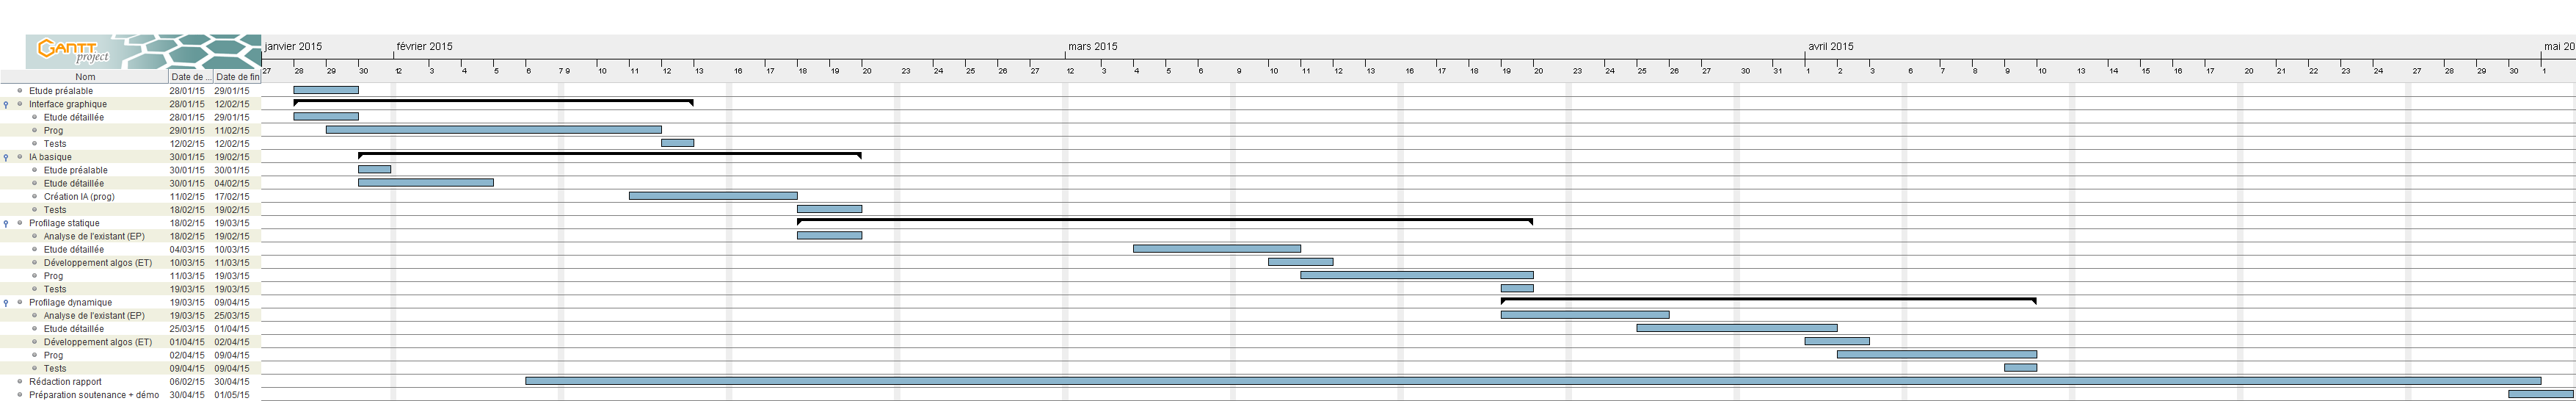 GANTT project
janvier 2015 février 2015 mars 2015 avril 2015 mai 20
Nom Date de ... Date de fin 27 28 29 30 1 2 3 4 5 6 7 9 10 11 12 13 16 17 18 19 20 23 24 25 26 27 1 2 3 4 5 6 9 10 11 12 13 16 17 18 19 20 23 24 25 26 27 30 31 1 2 3 6 7 8 9 10 13 14 15 16 17 20 21 22 23 24 27 28 29 30 1
Etude préalable 28/01/15 29/01/15
Interface graphique 28/01/15 12/02/15
Etude détaillée 28/01/15 29/01/15
Prog 29/01/15 11/02/15
Tests 12/02/15 12/02/15
IA basique 30/01/15 19/02/15
Etude préalable 30/01/15 30/01/15
Etude détaillée 30/01/15 04/02/15
Création IA (prog) 11/02/15 17/02/15
Tests 18/02/15 19/02/15
Profilage statique 18/02/15 19/03/15
Analyse de l'existant (EP) 18/02/15 19/02/15
Etude détaillée 04/03/15 10/03/15
Développement algos (ET) 10/03/15 11/03/15
Prog 11/03/15 19/03/15
Tests 19/03/15 19/03/15
Profilage dynamique 19/03/15 09/04/15
Analyse de l'existant (EP) 19/03/15 25/03/15
Etude détaillée 25/03/15 01/04/15
Développement algos (ET) 01/04/15 02/04/15
Prog 02/04/15 09/04/15
Tests 09/04/15 09/04/15
Rédaction rapport 06/02/15 30/04/15
Préparation soutenance + démo 30/04/15 01/05/15